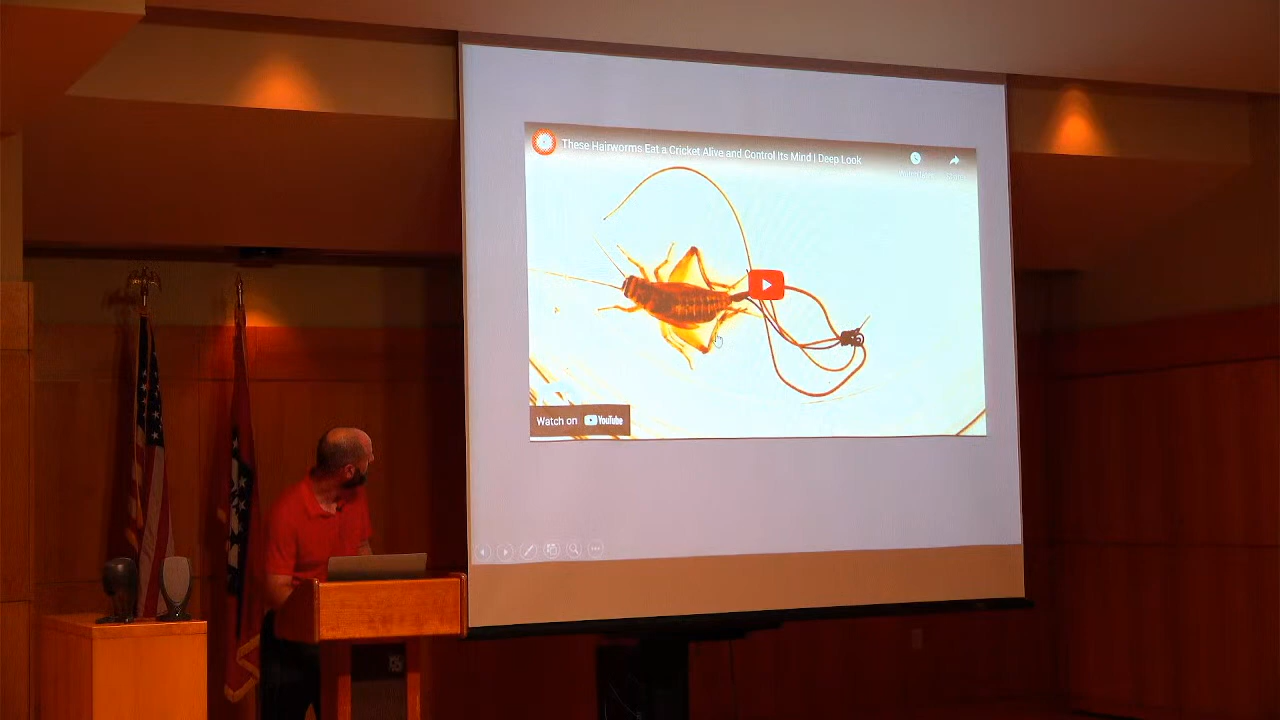 These Hairworms Eat a Cricket Alive and Control Its Mind | Deep Look
Watch on YouTube